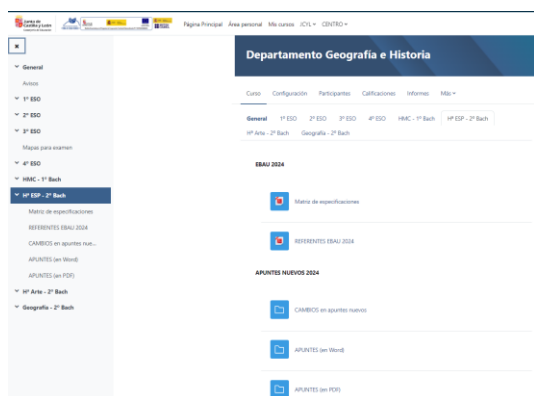 Junta de
Castilla y León
Página Principal Área personal Mis cursos JCYL CENTRO
General
Avisos
1º ESO
2º ESO
3º ESO
Mapas para examen
4º ESO
HMC - 1º Bach
Hª ESP - 2º Bach
Matriz de especificaciones
REFERENTES EBAU 2024
CAMBIOS en apuntes nue...
APUNTES (en Word)
APUNTES (en PDF)
Hª Arte - 2º Bach
Geografía - 2º Bach
Departamento Geografía e Historia
Curso Configuración Participantes Calificaciones Informes Más
General 1º ESO 2º ESO 3º ESO 4º ESO HMC - 1º Bach Hª ESP - 2º Bach
Hª Arte - 2º Bach Geografía - 2º Bach
EBAU 2024
Matriz de especificaciones
REFERENTES EBAU 2024
APUNTES NUEVOS 2024
CAMBIOS en apuntes nuevos
APUNTES (en Word)
APUNTES (en PDF)